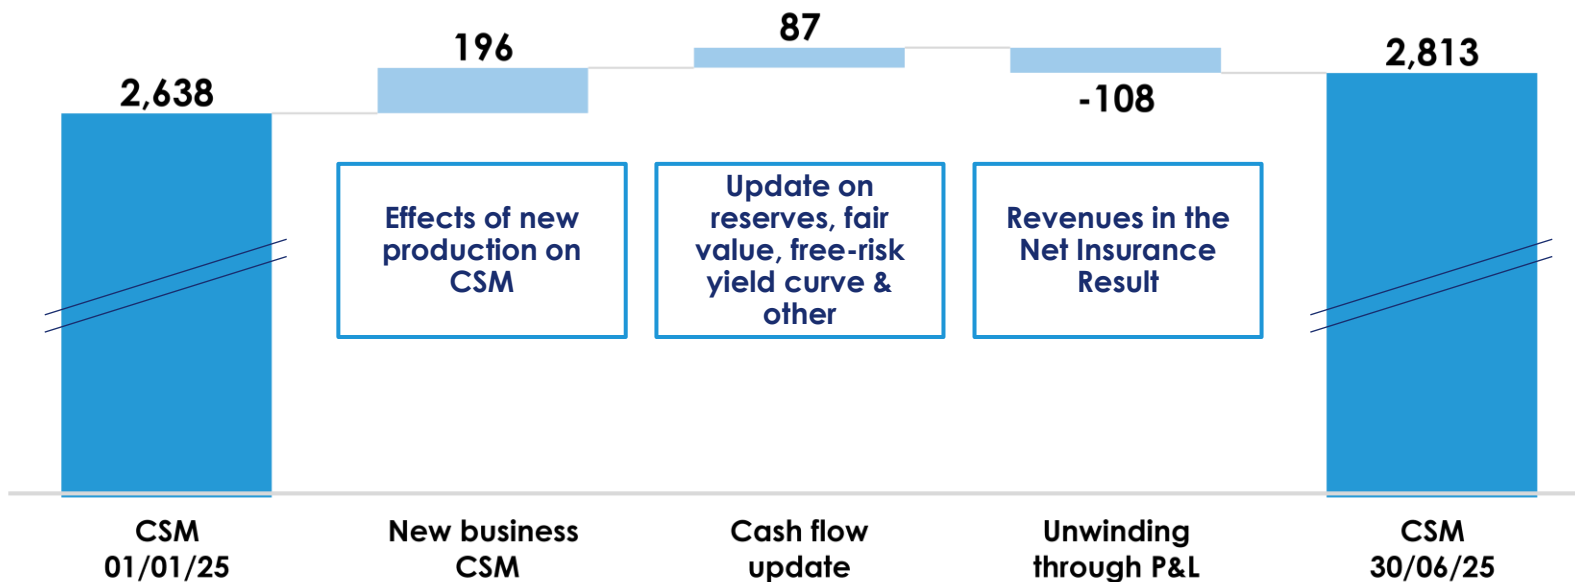 2,638
196
87
-108
2,813
Effects of new
production on
CSM
Update on
reserves, fair
value, free-risk
yield curve &
other
Revenues in the
Net Insurance
Result
CSM
01/01/25
New business
CSM
Cash flow
update
Unwinding
through P&L
CSM
30/06/25